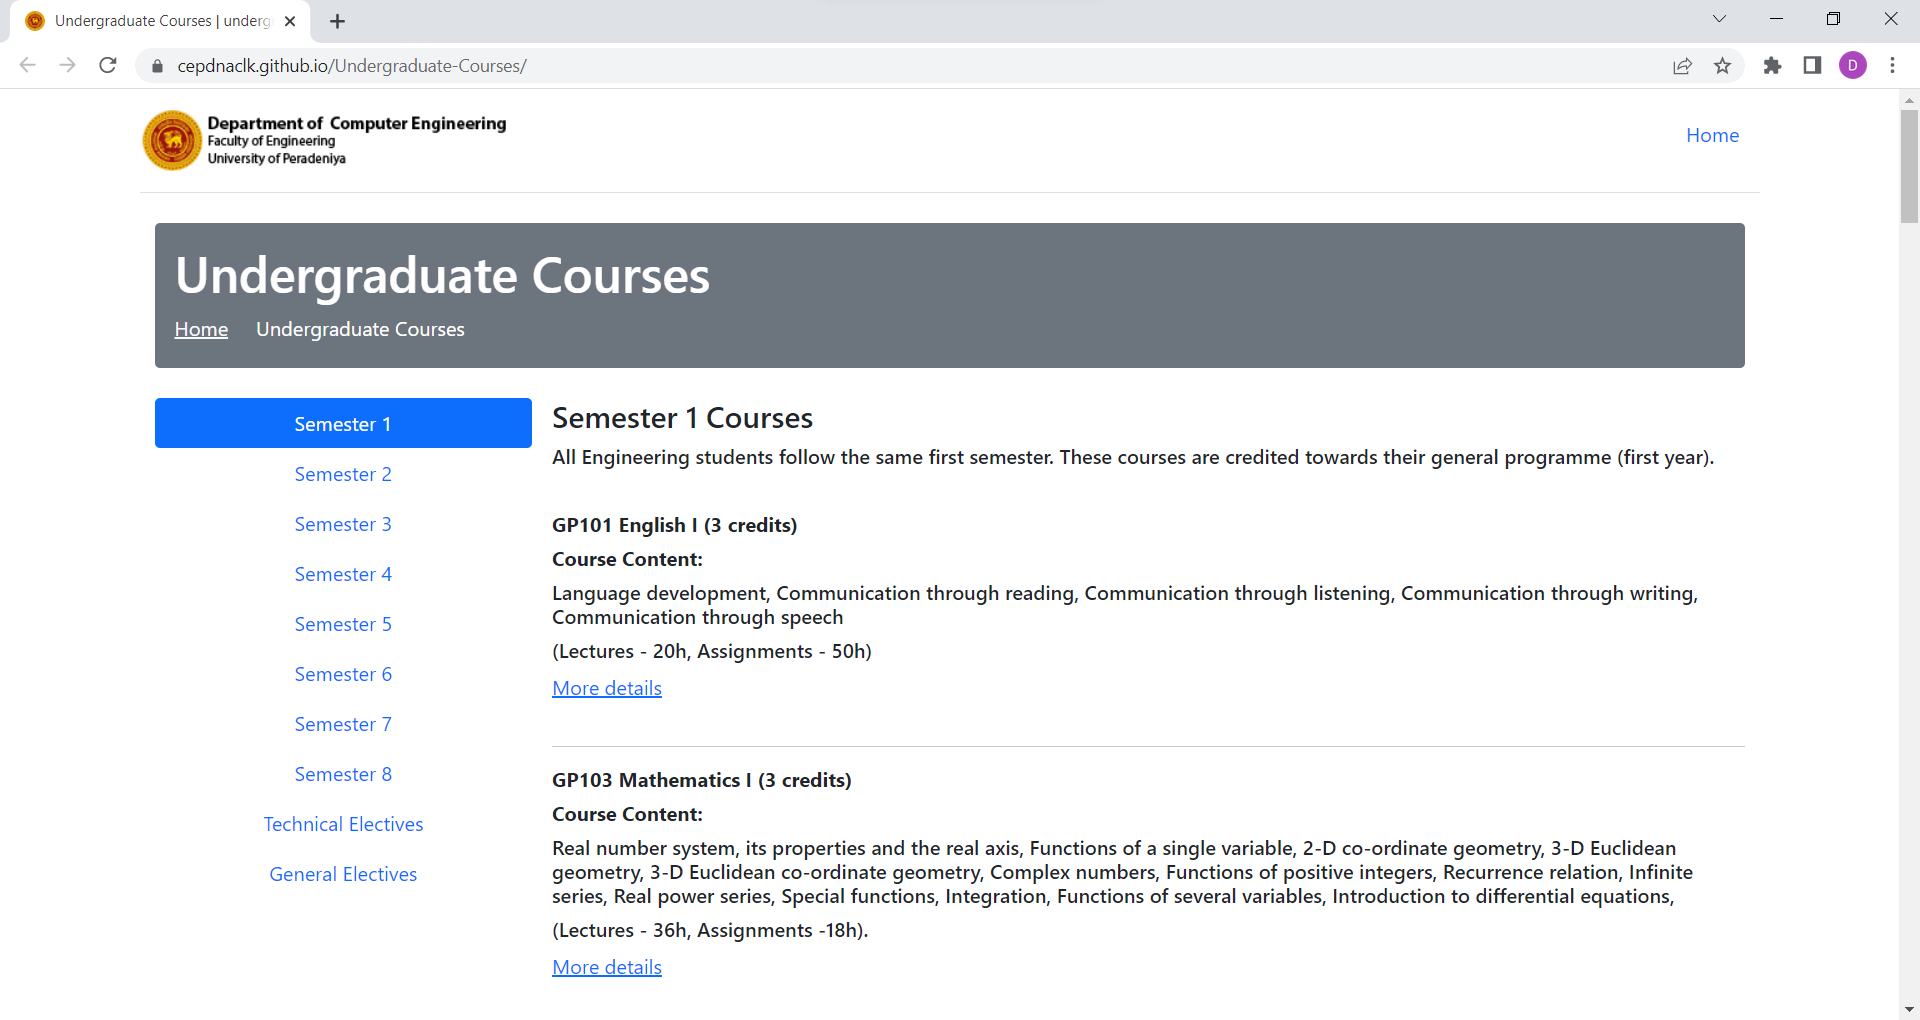 Undergraduate Courses | underg
cepdnaclk.github.io/Undergraduate-Courses/
D
Department of Computer Engineering
Faculty of Engineering
University of Peradeniya
Home
Undergraduate Courses
Home Undergraduate Courses
Semester 1
Semester 2
Semester 3
Semester 4
Semester 5
Semester 6
Semester 7
Semester 8
Technical Electives
General Electives
Semester 1 Courses
All Engineering students follow the same first semester. These courses are credited towards their general programme (first year).
GP101 English I (3 credits)
Course Content:
Language development, Communication through reading, Communication through listening, Communication through writing,
Communication through speech
(Lectures - 20h, Assignments - 50h)
More details
GP103 Mathematics I (3 credits)
Course Content:
Real number system, its properties and the real axis, Functions of a single variable, 2-D co-ordinate geometry, 3-D Euclidean
geometry, 3-D Euclidean co-ordinate geometry, Complex numbers, Functions of positive integers, Recurrence relation, Infinite
series, Real power series, Special functions, Integration, Functions of several variables, Introduction to differential equations,
(Lectures - 36h, Assignments -18h).
More details